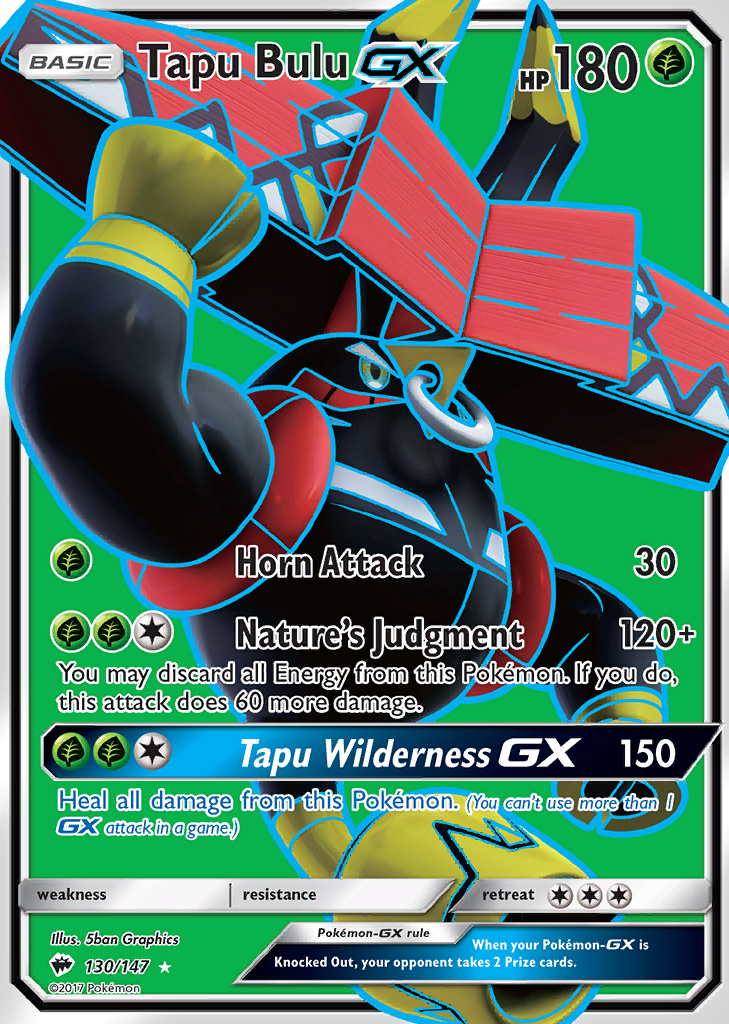 BASIC Tapu Bulu GX HP 180
Horn Attack 30
Nature's Judgment 120+
You may discard all Energy from this Pokémon. If you do,
this attack does 60 more damage.
Tapu Wilderness GX 150
Heal all damage from this Pokémon. (You can't use more than 1
GX attack in a game.)
weakness resistance retreat
Illus. 5ban Graphics
130/147
©2017 Pokémon
Pokémon-GX rule
When your Pokémon-GX is
Knocked Out, your opponent takes 2 Prize cards.